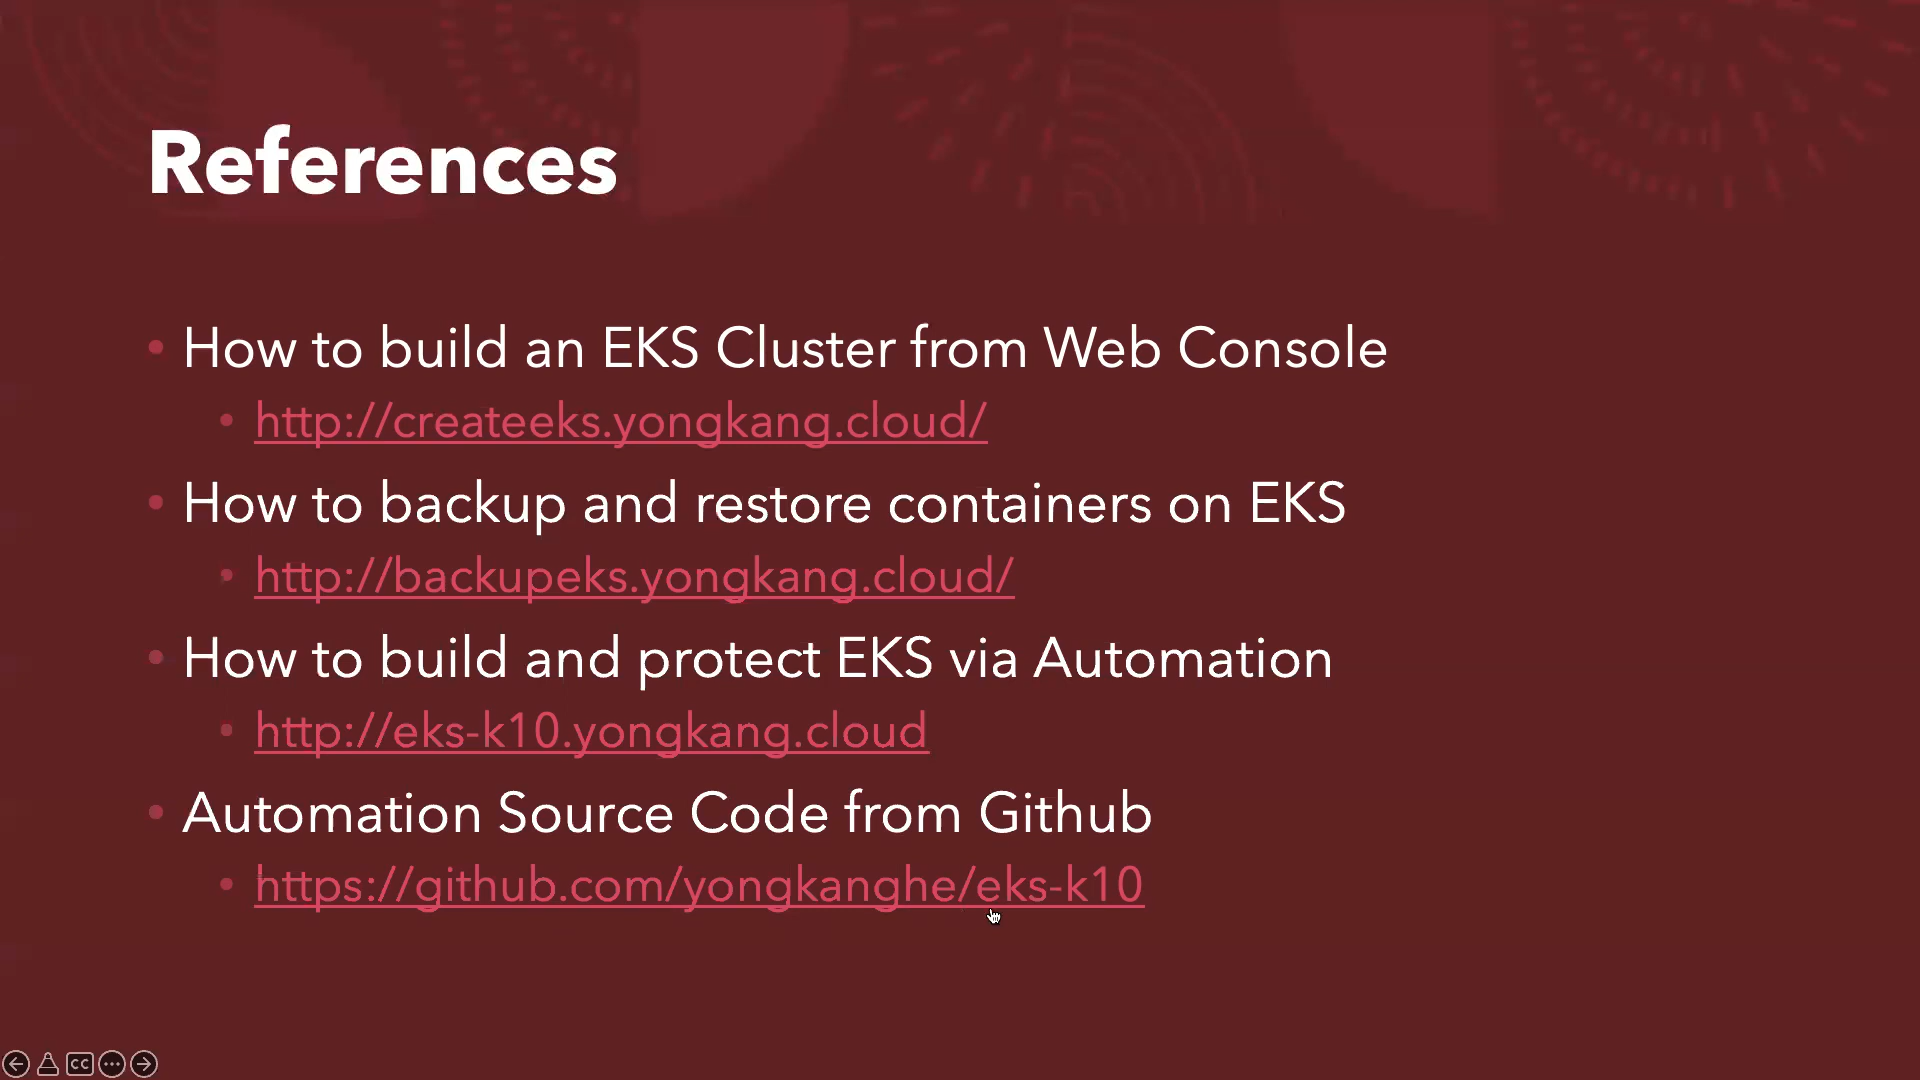 References
• How to build an EKS Cluster from Web Console
• http://createeks.yongkang.cloud/
• How to backup and restore containers on EKS
• http://backupeks.yongkang.cloud/
• How to build and protect EKS via Automation
• http://eks-k10.yongkang.cloud
• Automation Source Code from Github
• https://github.com/yongkanghe/eks-k10
CC